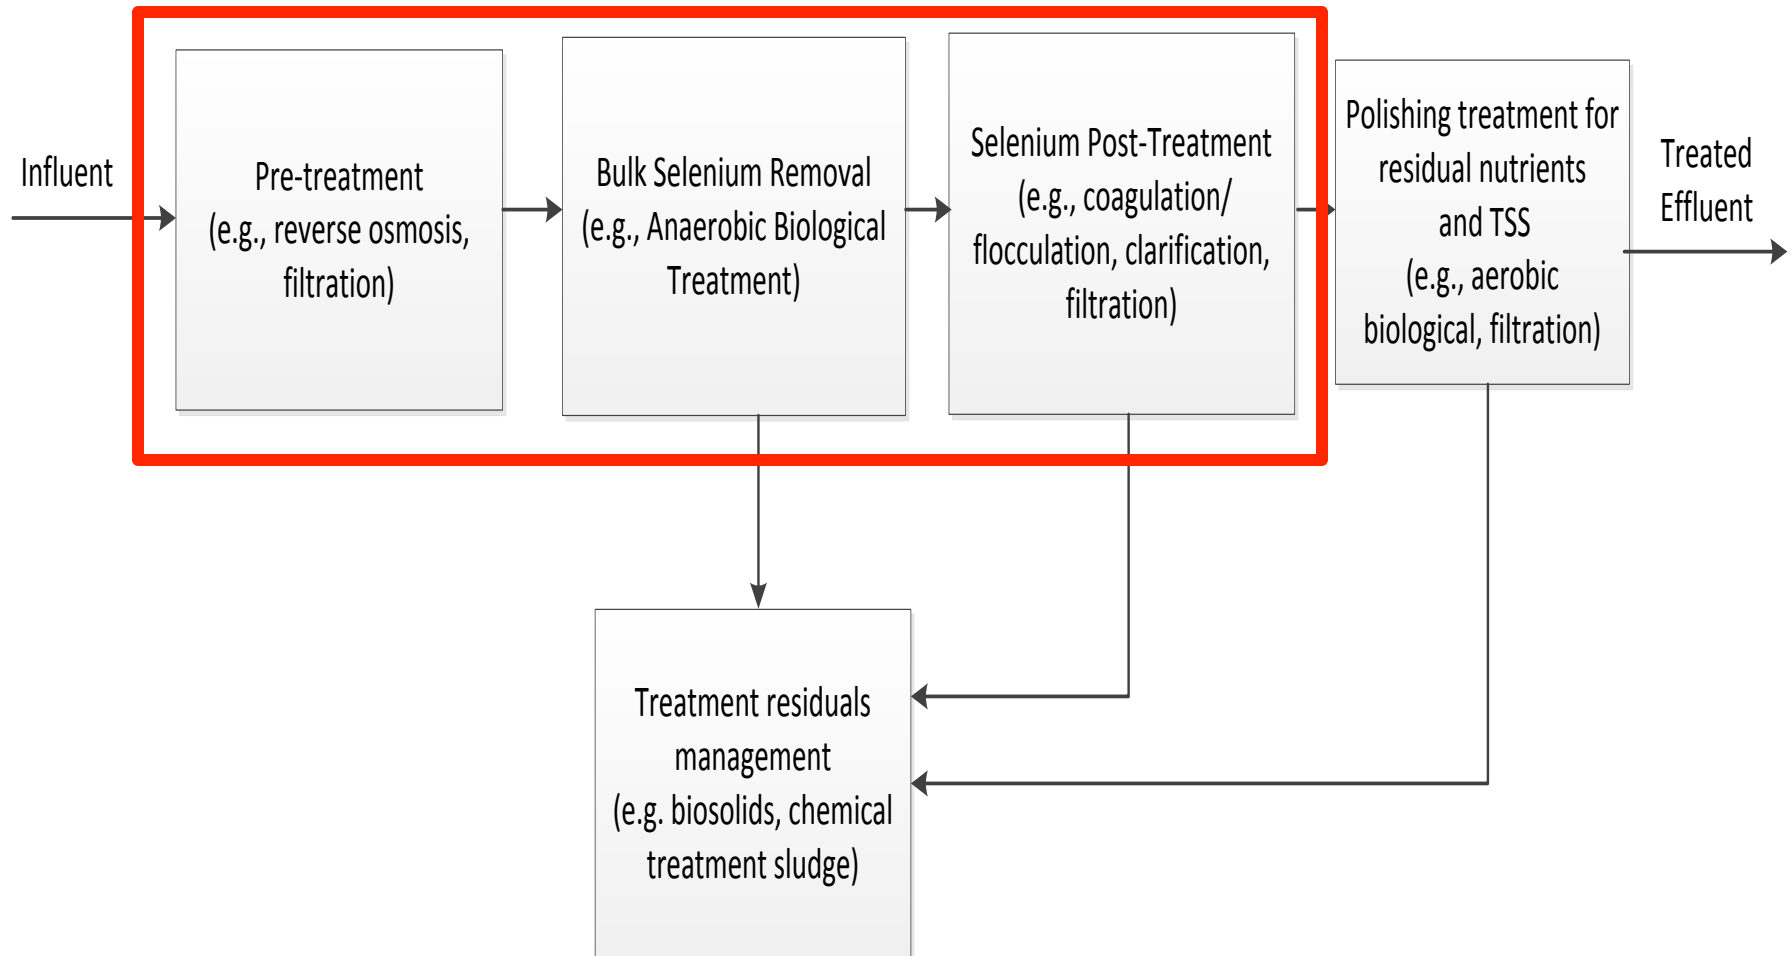 Influent
Pre-treatment
(e.g., reverse osmosis,
filtration)
Bulk Selenium Removal
(e.g., Anaerobic Biological
Treatment)
Selenium Post-Treatment
(e.g., coagulation/
flocculation, clarification,
filtration)
Polishing treatment for
residual nutrients
and TSS
(e.g., aerobic
biological, filtration)
Treated
Effluent
Treatment residuals
management
(e.g. biosolids, chemical
treatment sludge)